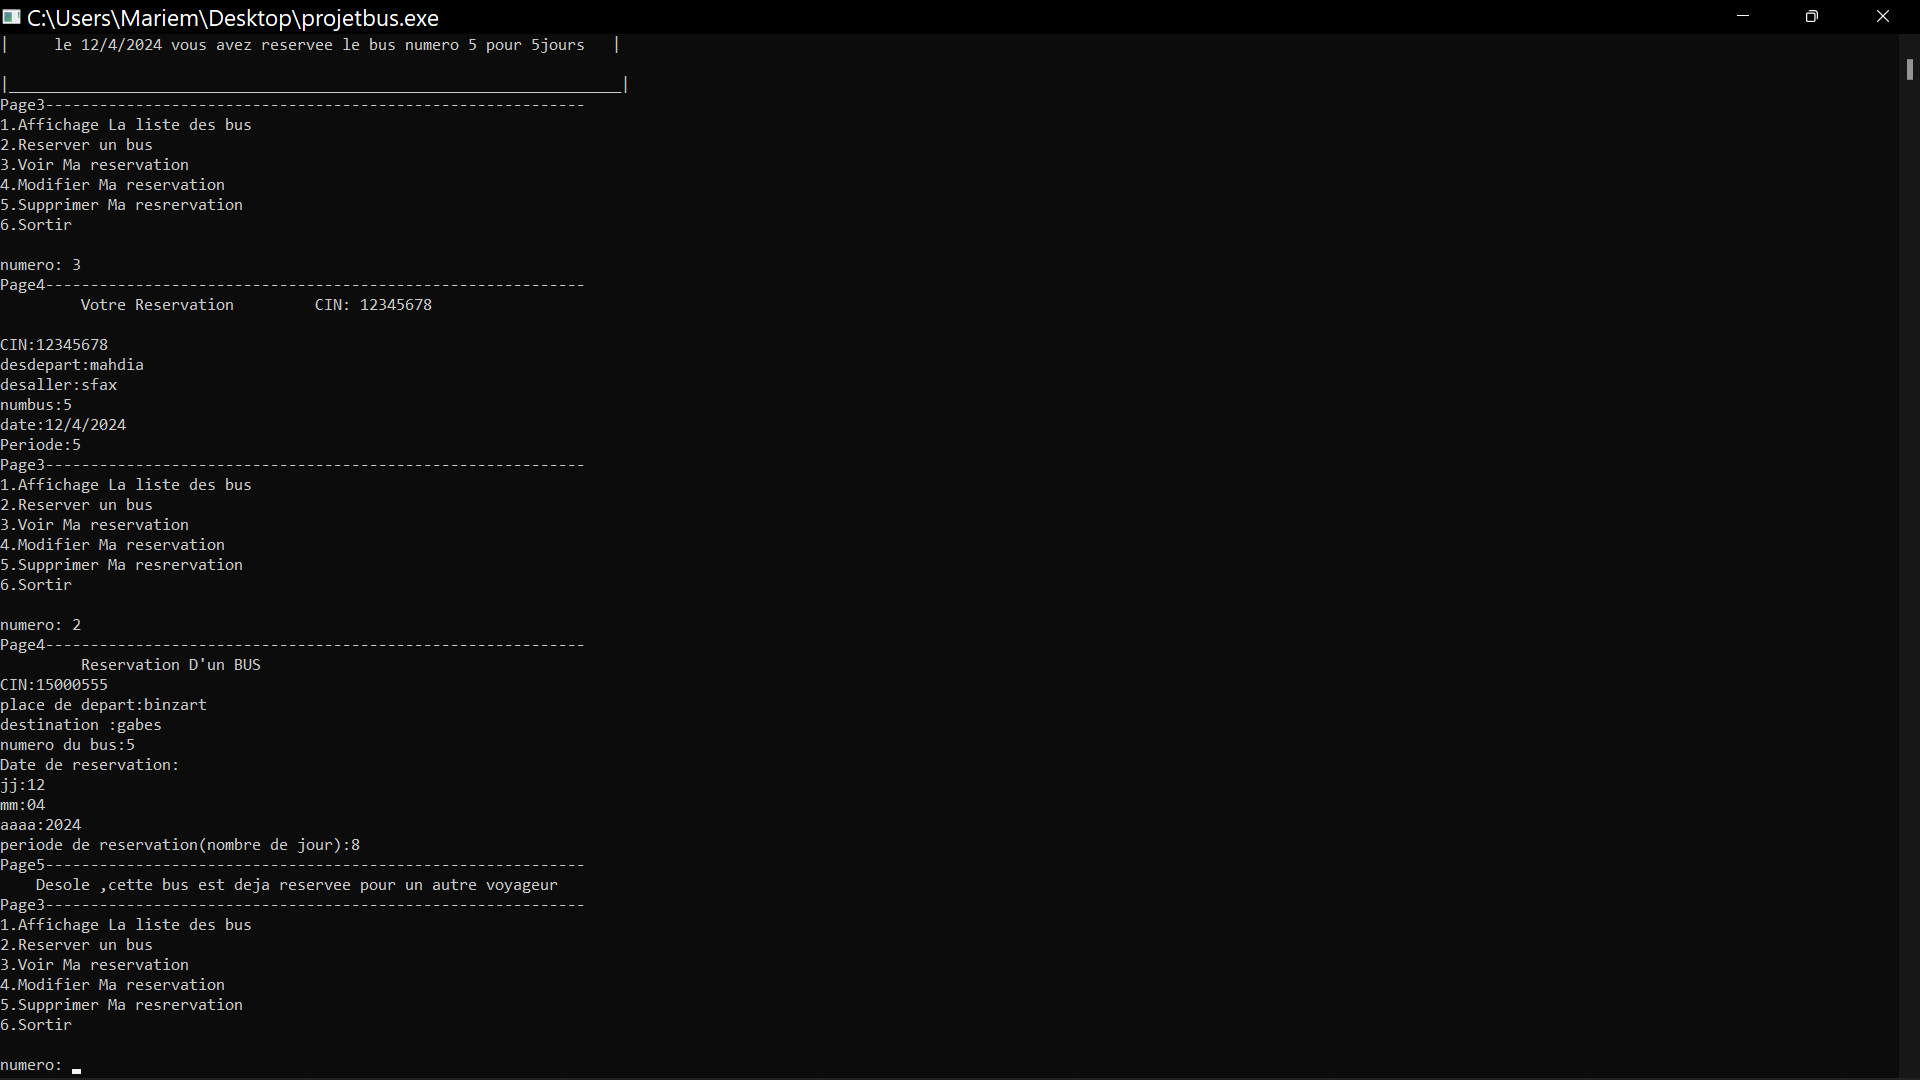 C:\Users\Mariem\Desktop\projetbus.exe
|     le 12/4/2024 vous avez reservee le bus numero 5 pour 5jours   |
|____________________________________________________________________|
Page3------------------------------------------------------------
1.Affichage La liste des bus
2.Reserver un bus
3.Voir Ma reservation
4.Modifier Ma reservation
5.Supprimer Ma resrervation
6.Sortir
numero: 3
Page4------------------------------------------------------------
Votre Reservation         CIN: 12345678
CIN:12345678
desdepart:mahdia
desaller:sfax
numbus:5
date:12/4/2024
Periode:5
Page3------------------------------------------------------------
1.Affichage La liste des bus
2.Reserver un bus
3.Voir Ma reservation
4.Modifier Ma reservation
5.Supprimer Ma resrervation
6.Sortir
numero: 2
Page4------------------------------------------------------------
Reservation D'un BUS
CIN:15000555
place de depart:binzart
destination :gabes
numero du bus:5
Date de reservation:
jj:12
mm:04
aaaa:2024
periode de reservation(nombre de jour):8
Page5------------------------------------------------------------
Desole ,cette bus est deja reservee pour un autre voyageur
Page3------------------------------------------------------------
1.Affichage La liste des bus
2.Reserver un bus
3.Voir Ma reservation
4.Modifier Ma reservation
5.Supprimer Ma resrervation
6.Sortir
numero: